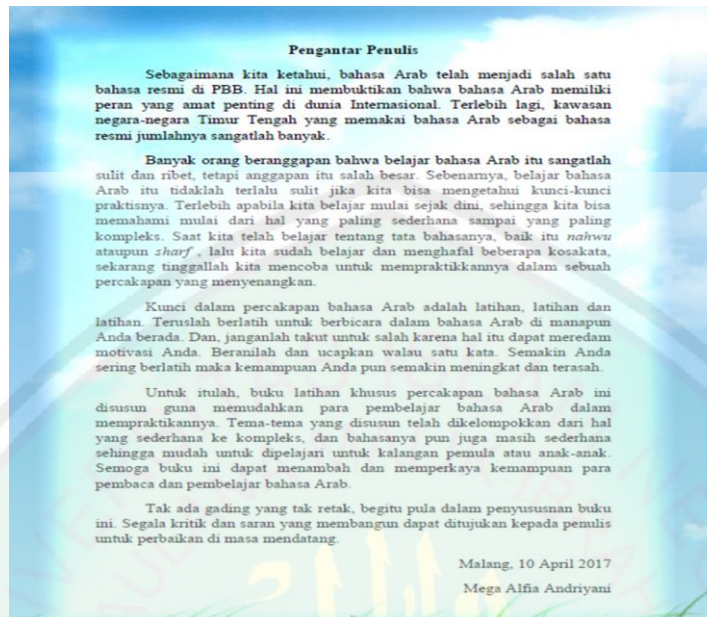 Pengantar Penulis
Sebagaimana kita ketahui, bahasa Arab telah menjadi salah satu
bahasa resmi di PBB. Hal ini membuktikan bahwa bahasa Arab memiliki
peran yang amat penting di dunia Internasional. Terlebih lagi, kawasan
negara-negara Timur Tengah yang memakai bahasa Arab sebagai bahasa
resmi jumlahnya sangatlah banyak.
Banyak orang beranggapan bahwa belajar bahasa Arab itu sangatlah
sulit dan ribet, tetapi anggapan itu salah besar. Sebenarnya, belajar bahasa
Arab itu tidaklah terlalu sulit jika kita bisa mengetahui kunci-kunci
praktisnya. Terlebih apabila kita belajar mulai sejak dini, sehingga kita bisa
memahami mulai dari hal yang paling sederhana sampai yang paling
kompleks. Saat kita telah belajar tentang tata bahasanya, baik itu nahwu
ataupun sharf , lalu kita sudah belajar dan menghafal beberapa kosakata,
sekarang tinggallah kita mencoba untuk mempraktikkannya dalam sebuah
percakapan yang menyenangkan.
Kunci dalam percakapan bahasa Arab adalah latihan, latihan dan
latihan. Teruslah berlatih untuk berbicara dalam bahasa Arab di manapun
Anda berada. Dan, janganlah takut untuk salah karena hal itu dapat meredam
motivasi Anda. Beranilah dan ucapkan walau satu kata. Semakin Anda
sering berlatih maka kemampuan Anda pun semakin meningkat dan terasah.
Untuk itulah, buku latihan khusus percakapan bahasa Arab ini
disusun guna memudahkan para pembelajar bahasa Arab dalam
mempraktikannya. Tema-tema yang disusun telah dikelompokkan dari hal
yang sederhana ke kompleks, dan bahasanya pun juga masih sederhana
sehingga mudah untuk dipelajari untuk kalangan pemula atau anak-anak.
Semoga buku ini dapat menambah dan memperkaya kemampuan para
pembaca dan pembelajar bahasa Arab.
Tak ada gading yang tak retak, begitu pula dalam penyususnan buku
ini. Segala kritik dan saran yang membangun dapat ditujukan kepada penulis
untuk perbaikan di masa mendatang.
Malang, 10 April 2017
Mega Alfia Andriyani